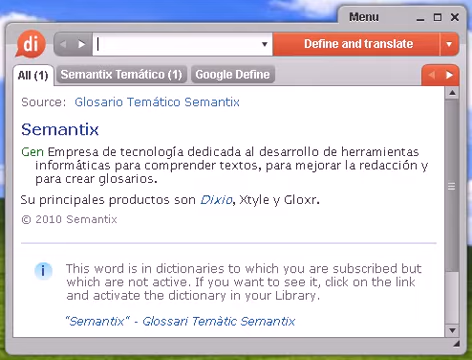 Menu
di
Define and translate
All (1) Semantix Temático (1) Google Define
Source: Glosario Temático Semantix
Semantix
Gen Empresa de tecnología dedicada al desarrollo de herramientas
informáticas para comprender textos, para mejorar la redacción y
para crear glosarios.
Su principales productos son Dixio, Xtyle y Gloxr.
© 2010 Semantix
i
This word is in dictionaries to which you are subscribed but
which are not active. If you want to see it, click on the link
and activate the dictionary in your Library.
"Semantix" - Glossari Temàtic Semantix